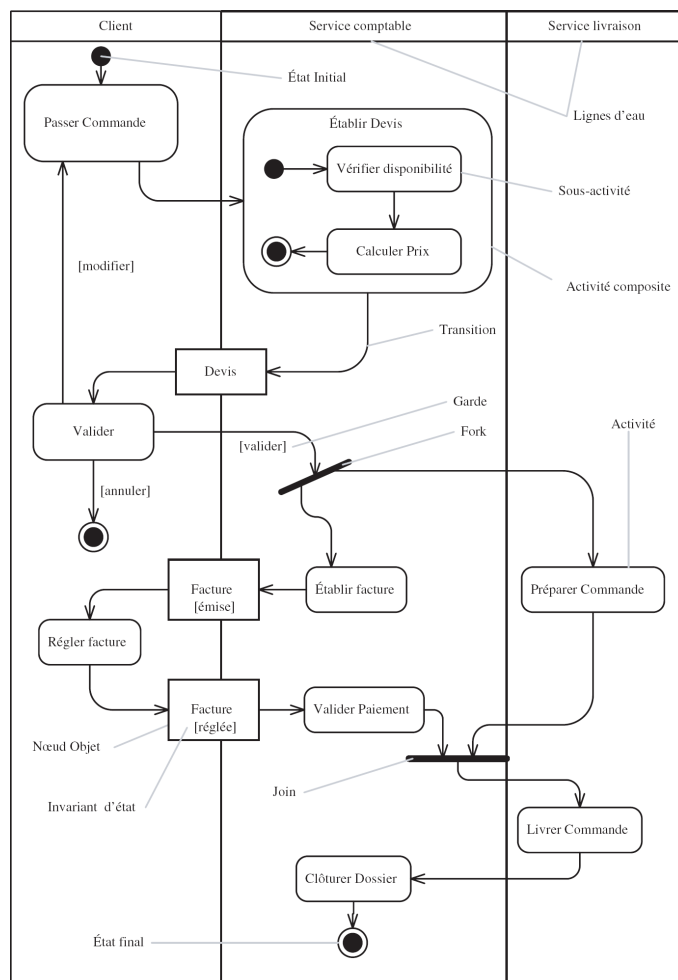 Client
Service comptable
Service livraison
État Initial
Passer Commande
Établir Devis
Lignes d'eau
Vérifier disponibilité
Sous-activité
Calculer Prix
[modifier]
Activité composite
Transition
Devis
Garde
Valider
[valider]
Fork
Activité
[annuler]
Facture
[émise]
Établir facture
Préparer Commande
Régler facture
Facture
[réglée]
Valider Paiement
Nœud Objet
Join
Invariant d'état
Livrer Commande
Clôturer Dossier
État final